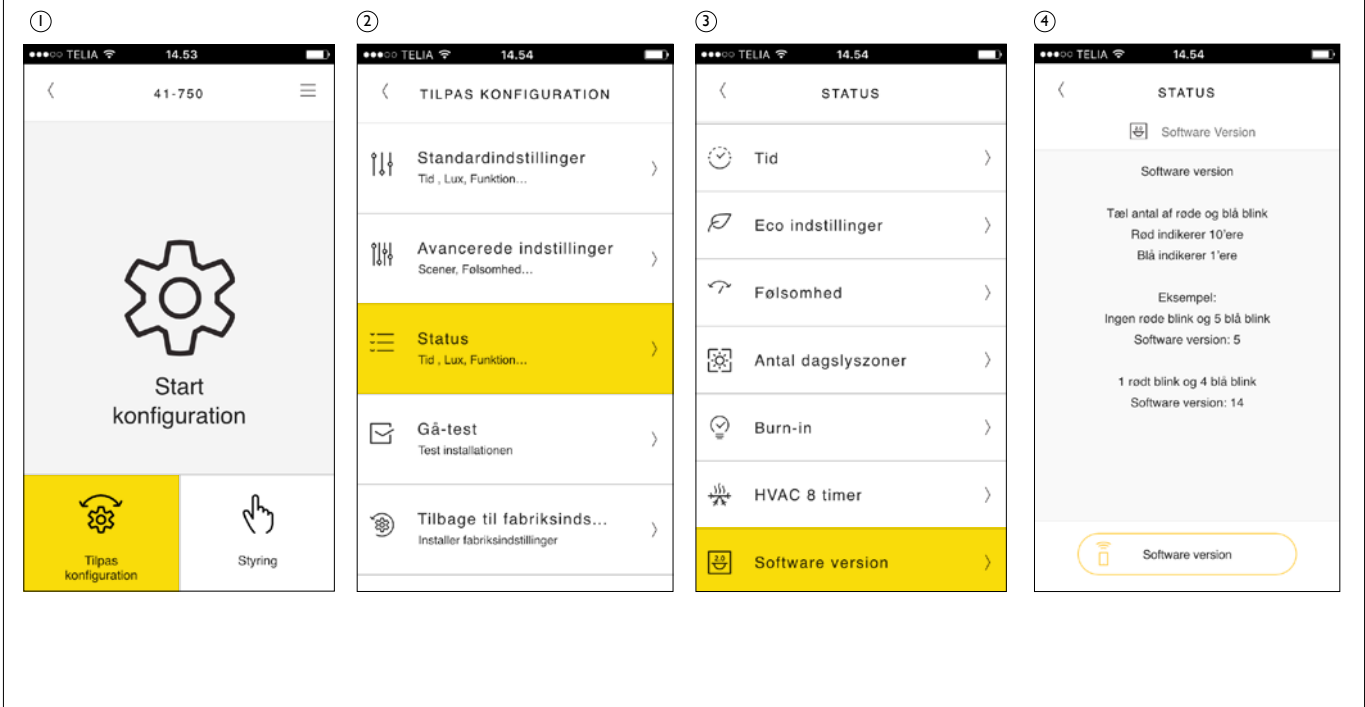 1
●●●○○ TELIA 14.53
41-750
Start
konfiguration
Tilpas
konfiguration
Styring
2
●●●○○ TELIA 14.54
TILPAS KONFIGURATION
Standardindstillinger
Tid , Lux, Funktion...
Avancerede indstillinger
Scener, Følsomhed...
Status
Tid , Lux, Funktion...
Gå-test
Test installationen
Tilbage til fabriksinds...
Installer fabriksindstillinger
3
●●●○○ TELIA 14.54
STATUS
Tid
Eco indstillinger
Følsomhed
Antal dagslyszoner
Burn-in
HVAC 8 timer
2.0
Software version
4
●●●○○ TELIA 14.54
STATUS
Software Version
Software version
Tæl antal af røde og blå blink
Rød indikerer 10'ere
Blå indikerer 1'ere
Eksempel:
Ingen røde blink og 5 blå blink
Software version: 5
1 rødt blink og 4 blå blink
Software version: 14
Software version